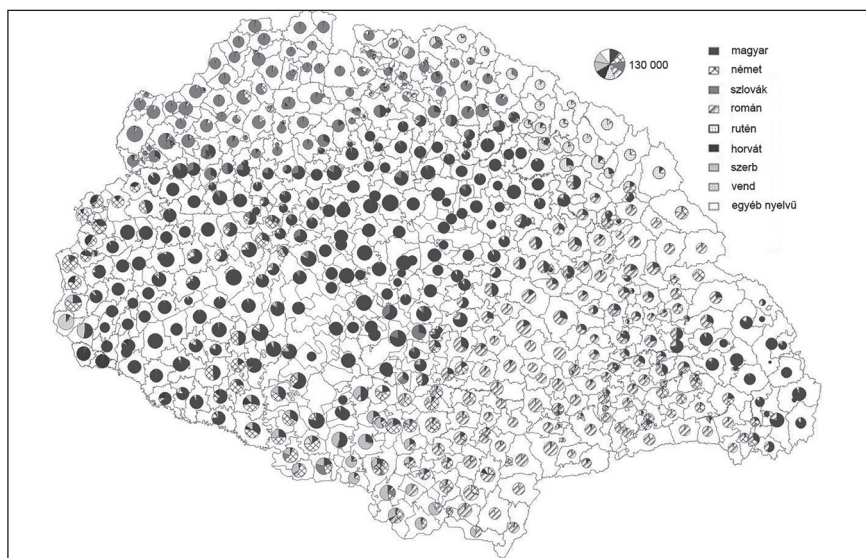 130 000
magyar
német
szlovák
román
rutén
horvát
szerb
vend
egyéb nyelvű